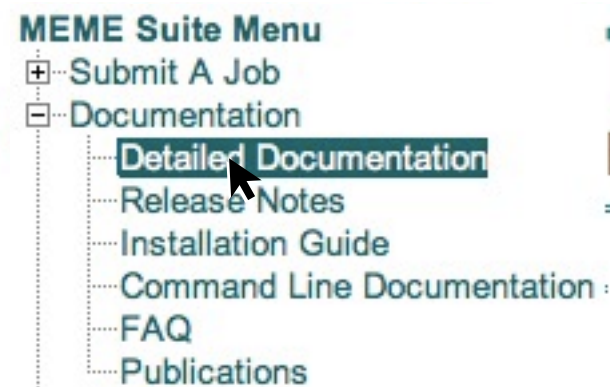 MEME Suite Menu
Submit A Job
Documentation
Detailed Documentation
Release Notes
Installation Guide
Command Line Documentation
FAQ
Publications